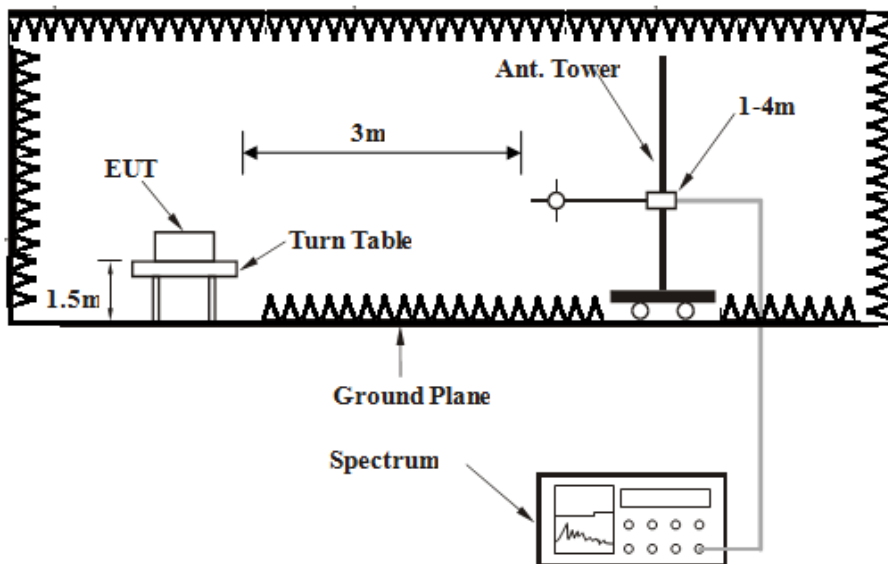 Ant. Tower
1-4m
3m
EUT
Turn Table
1.5m
Ground Plane
Spectrum